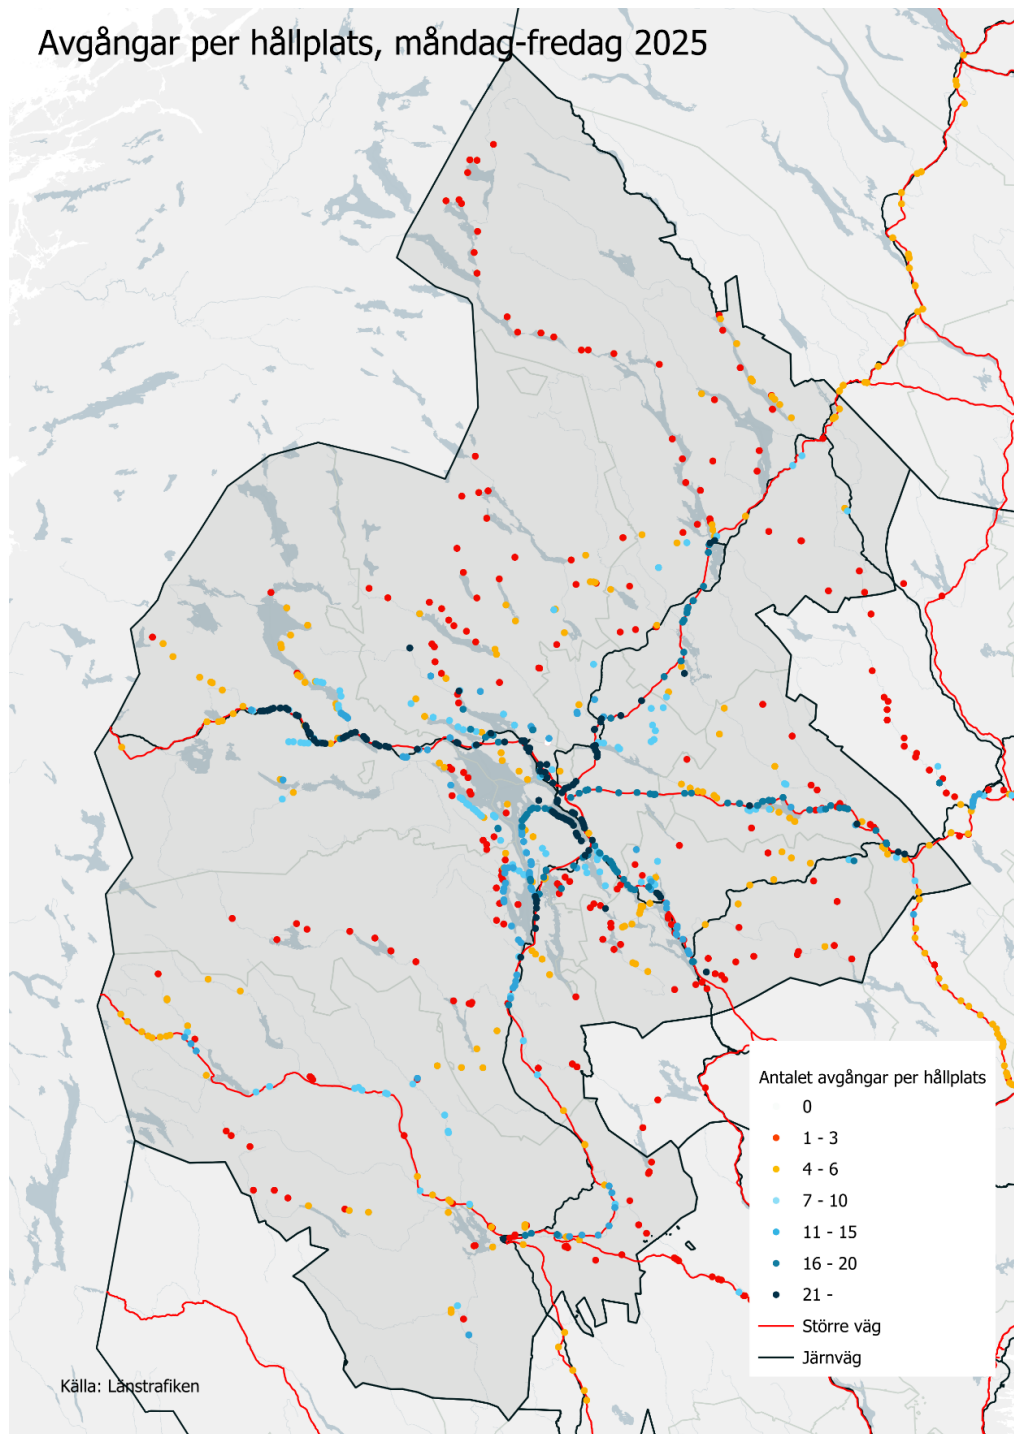 Avgångar per hållplats, måndag-fredag 2025
Antalet avgångar per hållplats
0
1 - 3
4 - 6
7 - 10
11 - 15
16 - 20
21 -
Större väg
Järnväg
Källa: Länstrafiken